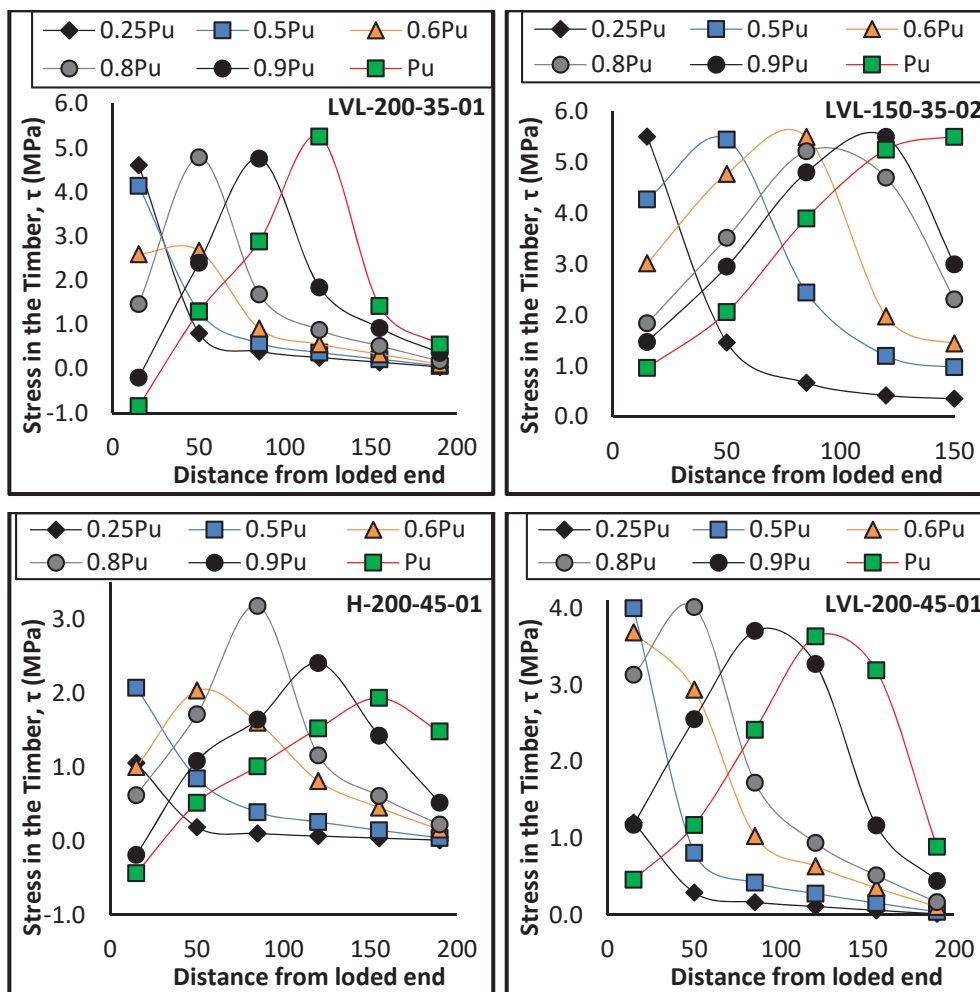 0.25Pu 0.5Pu 0.6Pu
0.8Pu 0.9Pu Pu
LVL-200-35-01
Stress in the Timber, τ (MPa)
6.0
5.0
4.0
3.0
2.0
1.0
0.0
-1.0
0 50 100 150 200
Distance from loded end
0.25Pu 0.5Pu 0.6Pu
0.8Pu 0.9Pu Pu
LVL-150-35-02
Stress in the Timber, τ (MPa)
6.0
5.0
4.0
3.0
2.0
1.0
0.0
0 50 100 150
Distance from loded end
0.25Pu 0.5Pu 0.6Pu
0.8Pu 0.9Pu Pu
H-200-45-01
Stress in the Timber, τ (MPa)
3.0
2.0
1.0
0.0
-1.0
0 50 100 150 200
Distance from loded end
0.25Pu 0.5Pu 0.6Pu
0.8Pu 0.9Pu Pu
LVL-200-45-01
Stress in the Timber, τ (MPa)
4.0
3.0
2.0
1.0
0.0
0 50 100 150 200
Distance from loded end